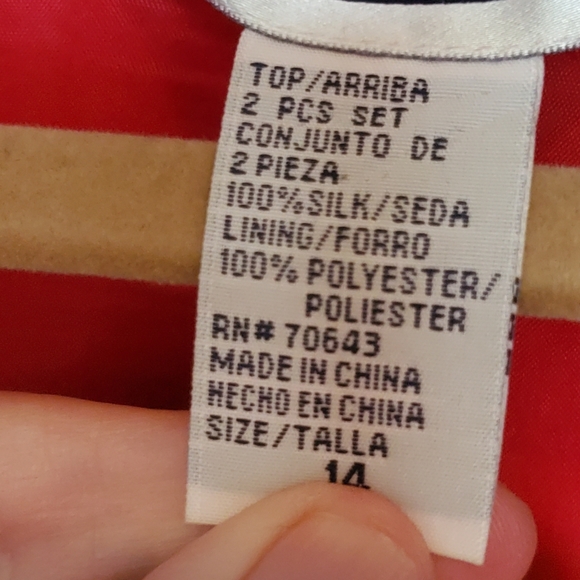 TOP/ARRIBA
2 PCS SET
CONJUNTO DE
2 PIEZA
100% SILK/SEDA
LINING/FORRO
100% POLYESTER/
POLIESTER
RN# 70643
MADE IN CHINA
HECHO EN CHINA
SIZE/TALLA
14